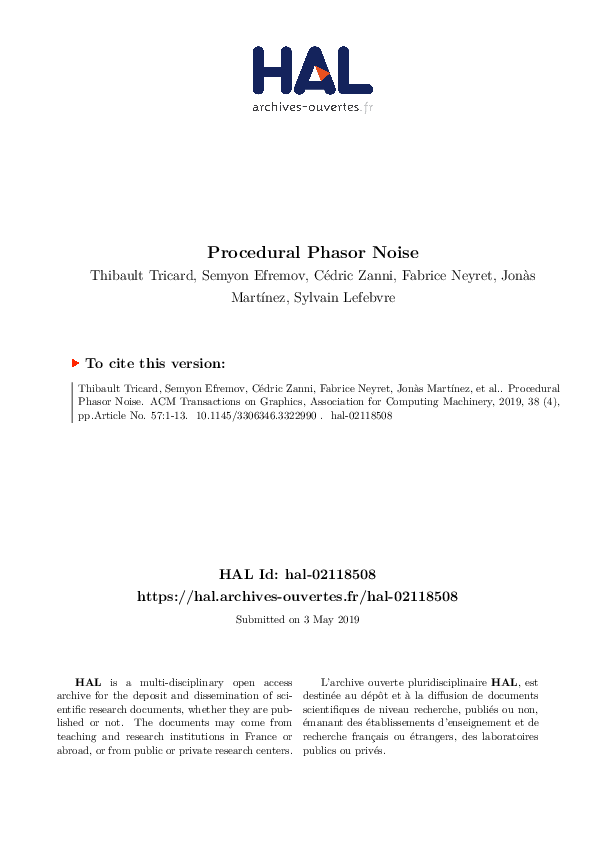 HAL
archives-ouvertes.fr
Procedural Phasor Noise
Thibault Tricard, Semyon Efremov, Cédric Zanni, Fabrice Neyret, Jonàs
Martínez, Sylvain Lefebvre
To cite this version:
Thibault Tricard, Semyon Efremov, Cédric Zanni, Fabrice Neyret, Jonàs Martínez, et al.. Procedural
Phasor Noise. ACM Transactions on Graphics, Association for Computing Machinery, 2019, 38 (4),
pp.Article No. 57:1-13. 10.1145/3306346.3322990 . hal-02118508
HAL Id: hal-02118508
https://hal.archives-ouvertes.fr/hal-02118508
Submitted on 3 May 2019
HAL is a multi-disciplinary open access
archive for the deposit and dissemination of sci-
entific research documents, whether they are pub-
lished or not. The documents may come from
teaching and research institutions in France or
abroad, or from public or private research centers.
L'archive ouverte pluridisciplinaire HAL, est
destinée au dépôt et à la diffusion de documents
scientifiques de niveau recherche, publiés ou non,
émanant des établissements d'enseignement et de
recherche français ou étrangers, des laboratoires
publics ou privés.